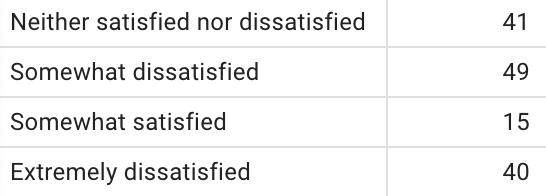 Neither satisfied nor dissatisfied 41
Somewhat dissatisfied 49
Somewhat satisfied 15
Extremely dissatisfied 40